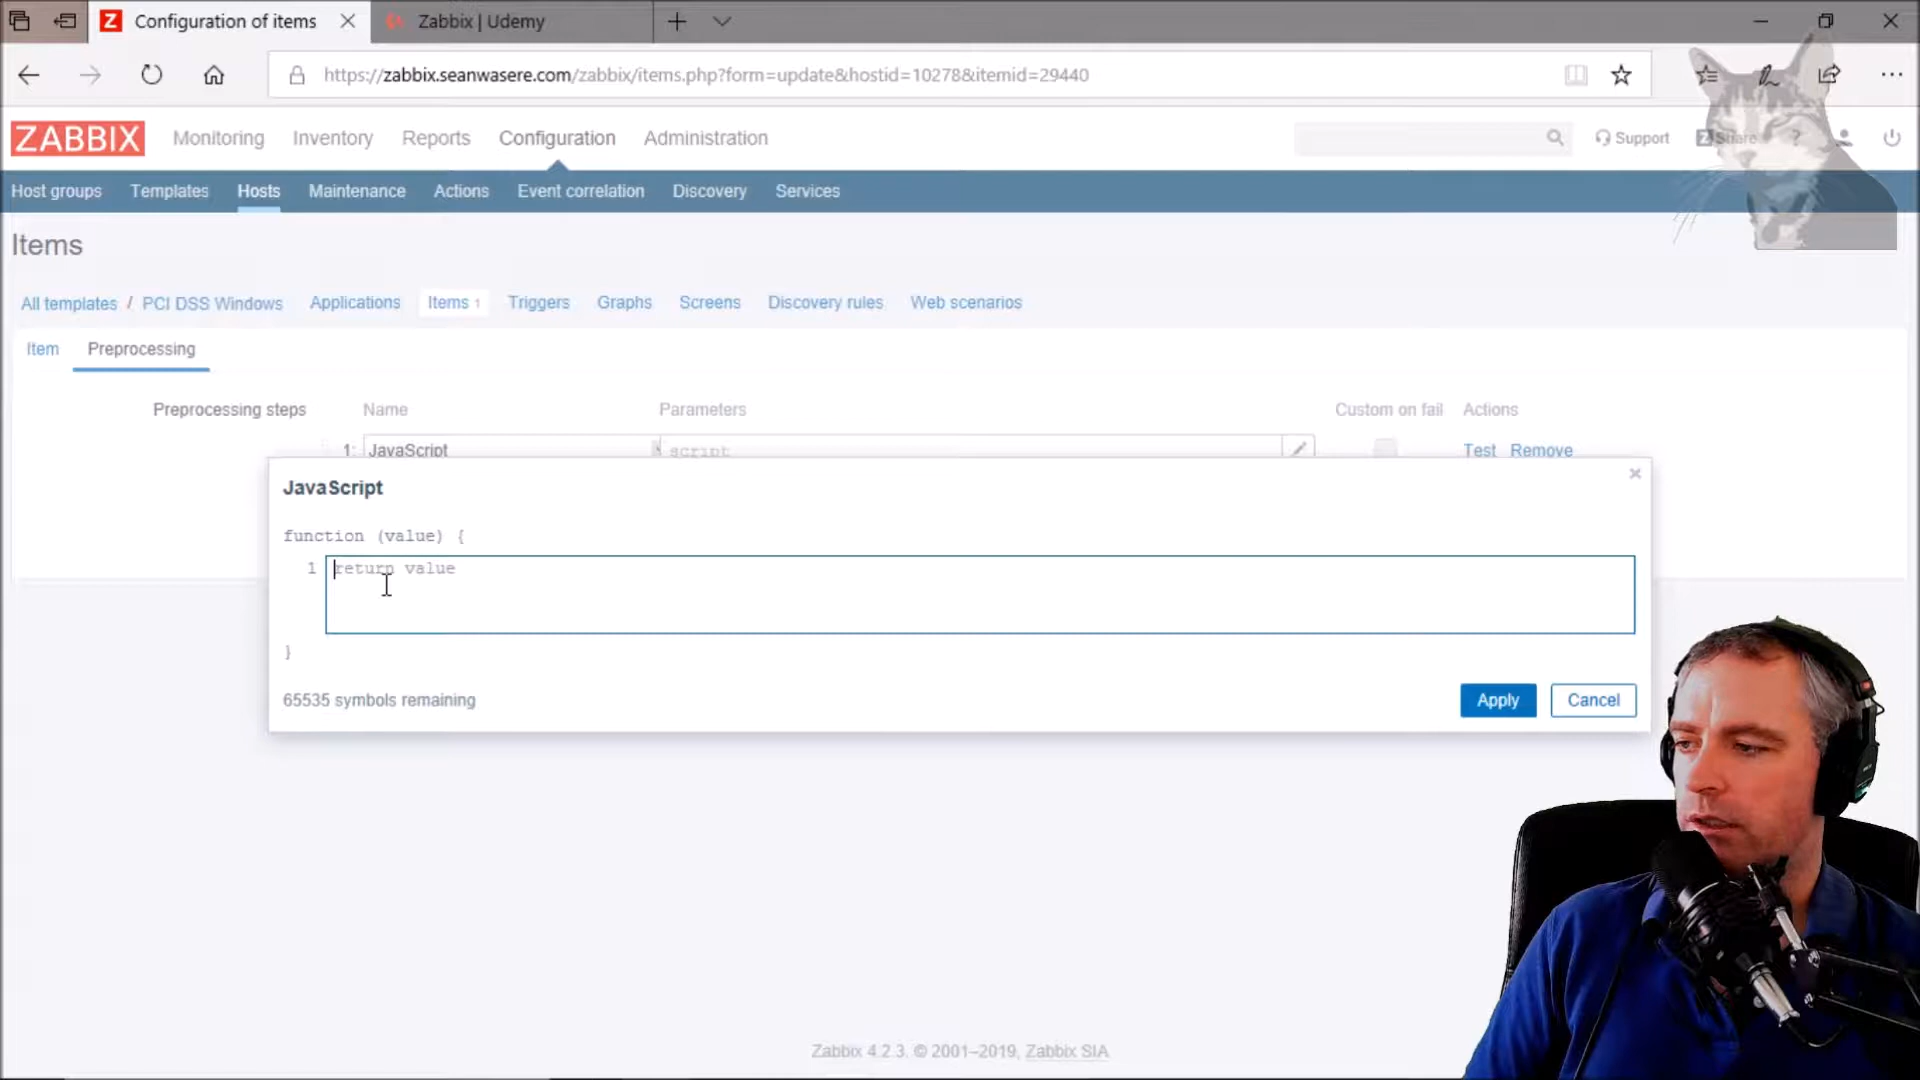 Configuration of items
Zabbix | Udemy
https://zabbix.seanwasere.com/zabbix/items.php?form=update&hostid=10278&itemid=29440
ZABBIX Monitoring Inventory Reports Configuration Administration Support Z Share ?
Host groups Templates Hosts Maintenance Actions Event correlation Discovery Services
Items
All templates / PCI DSS Windows Applications Items 1 Triggers Graphs Screens Discovery rules Web scenarios
Item Preprocessing
Preprocessing steps Name Parameters Custom on fail Actions
1: JavaScript script Test Remove
JavaScript
function (value) {
1 return value
}
65535 symbols remaining Apply Cancel
Zabbix 4.2.3. © 2001–2019, Zabbix SIA